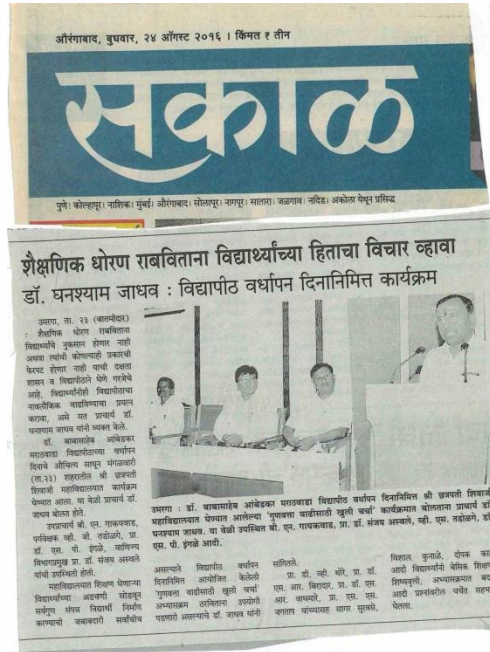 औरंगाबाद, बुधवार, २४ ऑगस्ट २०१६ । किंमत ₹ तीन
सकाळ
पुणे। कोल्हापूर। नाशिक। मुंबई। औरंगाबाद। सोलापूर। नागपूर। सातारा। जळगाव। नांदेड। अकोला येथून प्रसिद्ध
शैक्षणिक धोरण राबविताना विद्यार्थ्यांच्या हिताचा विचार व्हावा
डॉ. घनश्याम जाधव : विद्यापीठ वर्धापन दिनानिमित्त कार्यक्रम
उमरगा, ता. २३ (बातमीदार)
: शैक्षणिक धोरण राबविताना
विद्यार्थ्यांचे नुकसान होणार नाही
अथवा त्यांची कोणत्याही प्रकारची
फेरपट होणार नाही याची दक्षता
शासन व विद्यापीठाने घेणे गरजेचे
आहे. विद्यार्थ्यांनीही विद्यापीठाचा
नावलौकिक वाढविण्याचा प्रयत्न
करावा, असे मत प्राचार्य डॉ.
घनश्याम जाधव यांनी व्यक्त केले.
डॉ. बाबासाहेब आंबेडकर
मराठवाडा विद्यापीठाच्या वर्धापन
दिनाचे औचित्य साधून मंगळवारी
(ता.२३) शहरातील श्री छत्रपती
शिवाजी महाविद्यालयात कार्यक्रम
घेण्यात आला. या वेळी प्राचार्य डॉ.
जाधव बोलत होते.
उपप्राचार्य बी. एन. गायकवाड,
पर्यवेक्षक व्ही. जी. तडोळगे, प्रा.
डॉ. एस. पी. इंगळे, वाणिज्य
विभागप्रमुख प्रा. डॉ. संजय अस्वले
यांची उपस्थिती होती.
महाविद्यालयात शिक्षण घेणाऱ्या
विद्यार्थ्यांच्या अडचणी सोडवून
सर्वगुण संपन्न विद्यार्थी निर्माण
करण्याची जबाबदारी सर्वांचीच
उमरगा : डॉ. बाबासाहेब आंबेडकर मराठवाडा विद्यापीठ वर्धापन दिनानिमित्त श्री छत्रपती शिवाजी
महाविद्यालयात घेण्यात आलेल्या 'गुणवत्ता वाढीसाठी खुली चर्चा' कार्यक्रमात बोलताना प्राचार्य डॉ.
घनश्याम जाधव. या वेळी उपस्थित बी. एन. गायकवाड, प्रा. डॉ. संजय अस्वले, व्ही. एस. तडोळगे, डॉ.
एस. पी. इंगळे आदी.
असल्याने विद्यापीठ वर्धापन
दिनानिमित्त आयोजित केलेली
'गुणवत्ता वाढीसाठी खुली चर्चा'
अभ्यासक्रम ठरविताना उपयोगी
पडणारी असल्याचे डॉ. जाधव यांनी
सांगितले.
प्रा. डॉ. व्ही. थोरे, प्रा. डॉ.
एस. आर. बिरादार, प्रा. डॉ. एस.
आर. वाघमारे, प्रा. एस. एस.
जगताप यांच्यासह सागर सुरवसे,
विशाल कुनाळे, दीपक
आदी विद्यार्थ्यांनी बेसिक शिक्षण,
शिष्यवृत्ती, अभ्यासक्रमात
आदी प्रश्नांवरील चर्चेत
घेतला.